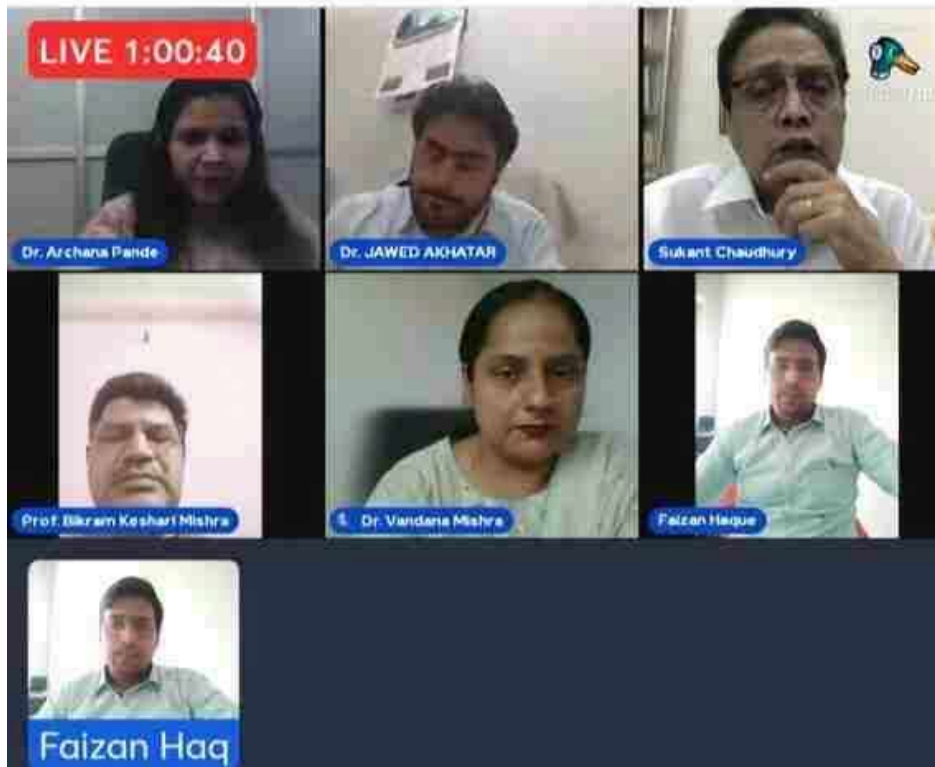 LIVE 1:00:40
Dr. Archana Pande
Dr. JAWED AKHATAR
Sukant Chaudhury
Prof. Bikram Keshari Mishra
Dr. Vandana Mishra
Faizan Haque
Faizan Haq